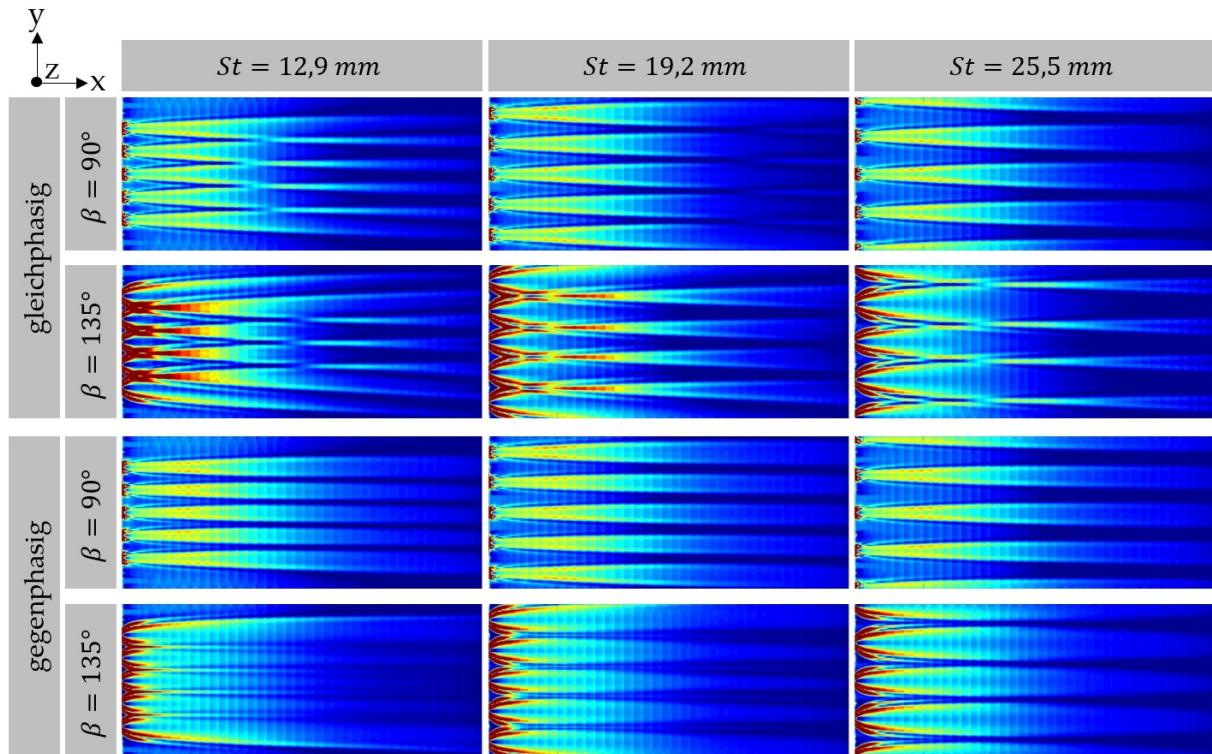 y
z
x
St = 12,9 mm
St = 19,2 mm
St = 25,5 mm
gleichphasig
β = 90°
β = 135°
gegenphasig
β = 90°
β = 135°